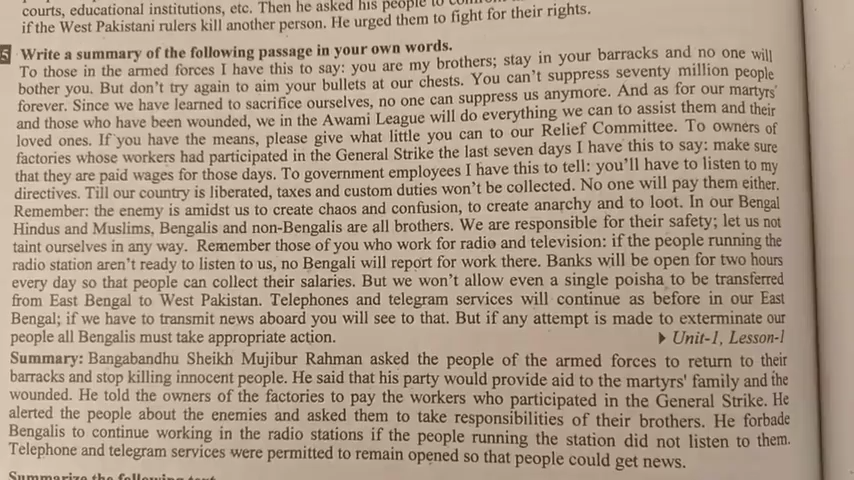 courts, educational institutions, etc. Then he asked his people to
if the West Pakistani rulers kill another person. He urged them to fight for their rights.
5 Write a summary of the following passage in your own words.
To those in the armed forces I have this to say: you are my brothers; stay in your barracks and no one will
bother you. But don't try again to aim your bullets at our chests. You can't suppress seventy million people
forever. Since we have learned to sacrifice ourselves, no one can suppress us anymore. And as for our martyrs'
and those who have been wounded, we in the Awami League will do everything we can to assist them and their
loved ones. If you have the means, please give what little you can to our Relief Committee. To owners of
factories whose workers had participated in the General Strike the last seven days I have this to say: make sure
that they are paid wages for those days. To government employees I have this to tell: you'll have to listen to my
directives. Till our country is liberated, taxes and custom duties won't be collected. No one will pay them either.
Remember: the enemy is amidst us to create chaos and confusion, to create anarchy and to loot. In our Bengal
Hindus and Muslims, Bengalis and non-Bengalis are all brothers. We are responsible for their safety; let us not
taint ourselves in any way. Remember those of you who work for radio and television: if the people running the
radio station aren't ready to listen to us, no Bengali will report for work there. Banks will be open for two hours
every day so that people can collect their salaries. But we won't allow even a single poisha to be transferred
from East Bengal to West Pakistan. Telephones and telegram services will continue as before in our East
Bengal; if we have to transmit news aboard you will see to that. But if any attempt is made to exterminate our
people all Bengalis must take appropriate action. Unit-1, Lesson-1
Summary: Bangabandhu Sheikh Mujibur Rahman asked the people of the armed forces to return to their
barracks and stop killing innocent people. He said that his party would provide aid to the martyrs' family and the
wounded. He told the owners of the factories to pay the workers who participated in the General Strike. He
alerted the people about the enemies and asked them to take responsibilities of their brothers. He forbade
Bengalis to continue working in the radio stations if the people running the station did not listen to them.
Telephone and telegram services were permitted to remain opened so that people could get news.
Summarize the following text